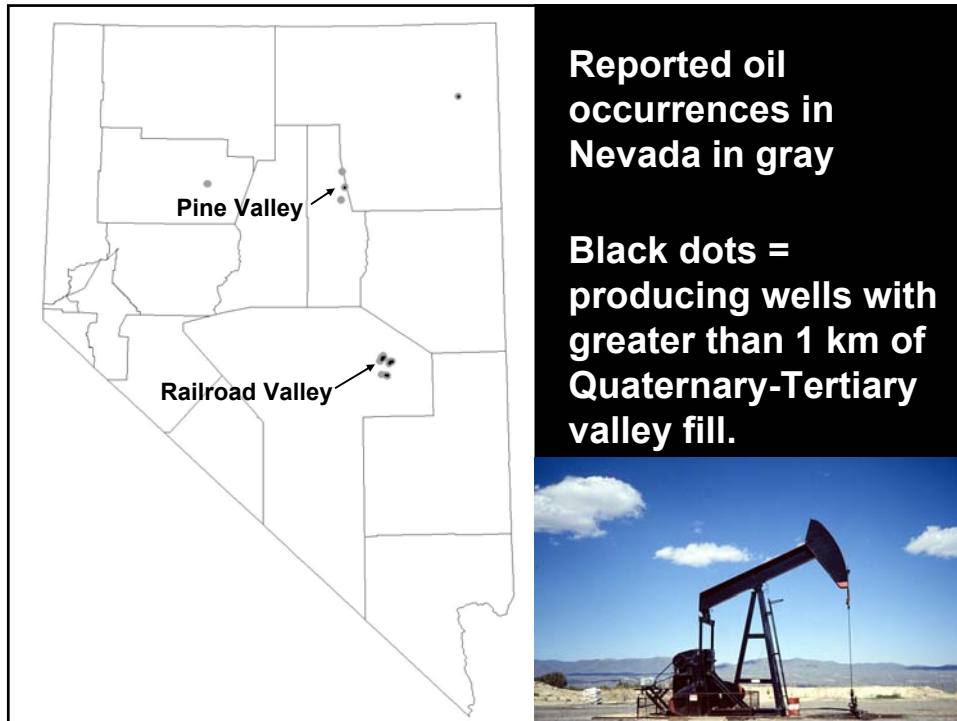 Pine Valley
Railroad Valley
Reported oil
occurrences in
Nevada in gray
Black dots =
producing wells with
greater than 1 km of
Quaternary-Tertiary
valley fill.